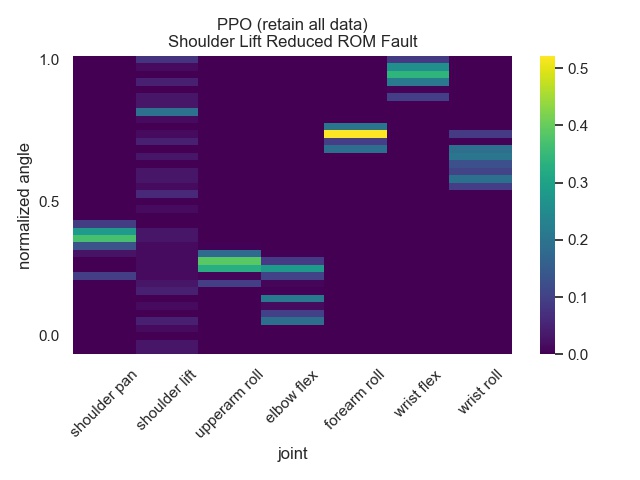 PPO (retain all data)
Shoulder Lift Reduced ROM Fault
1.0
0.5
0.0
normalized angle
shoulder pan
shoulder lift
upperarm roll
elbow flex
forearm roll
wrist flex
wrist roll
joint
0.5
0.4
0.3
0.2
0.1
0.0